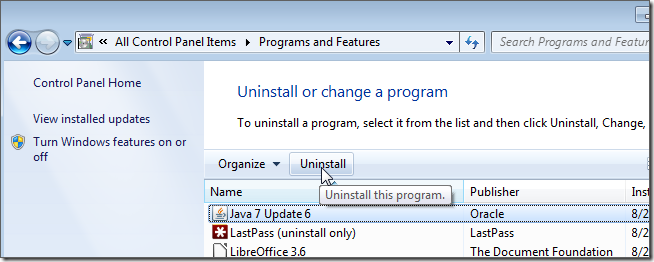 « All Control Panel Items Programs and Features
Search Programs and Featur
Control Panel Home
View installed updates
Turn Windows features on or
off
Uninstall or change a program
To uninstall a program, select it from the list and then click Uninstall, Change,
Organize Uninstall
Uninstall this program.
Name Publisher Inst
Java 7 Update 6 Oracle 8/2
LastPass (uninstall only) LastPass 8/2
LibreOffice 3.6 The Document Foundation 8/2